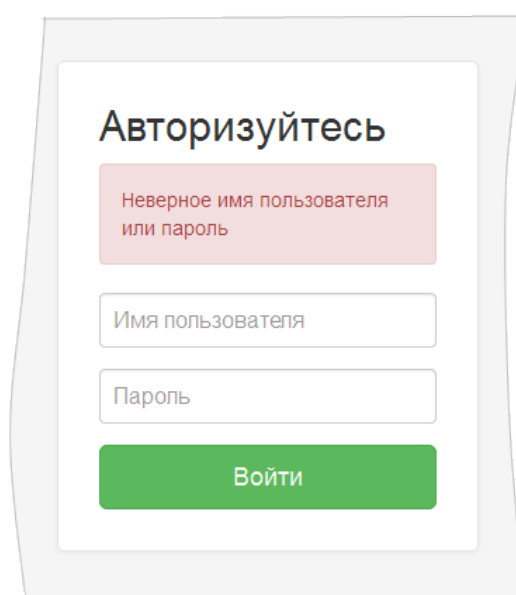 Авторизуйтесь
Неверное имя пользователя
или пароль
Имя пользователя
Пароль
Войти